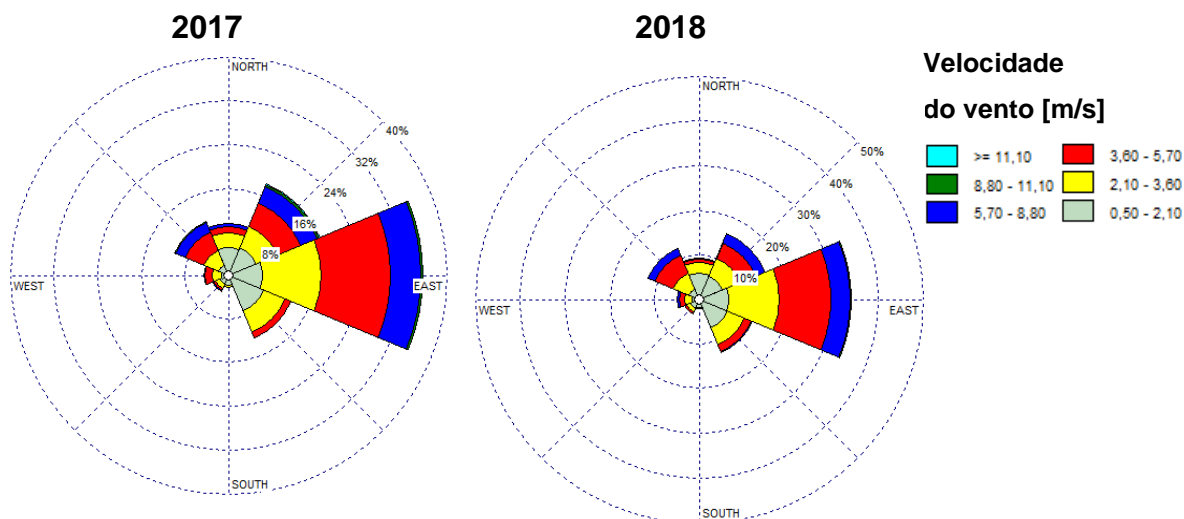 2017
NORTH
40%
32%
24%
16%
8%
WEST
EAST
SOUTH
2018
NORTH
50%
40%
30%
20%
10%
WEST
EAST
SOUTH
Velocidade
do vento [m/s]
>= 11,10
3,60 - 5,70
8,80 - 11,10
2,10 - 3,60
5,70 - 8,80
0,50 - 2,10